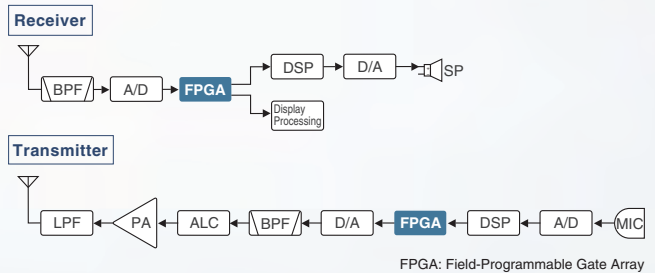 Receiver
BPF A/D FPGA DSP D/A SP
Display
Processing
Transmitter
LPF PA ALC BPF D/A FPGA DSP A/D MIC
FPGA: Field-Programmable Gate Array